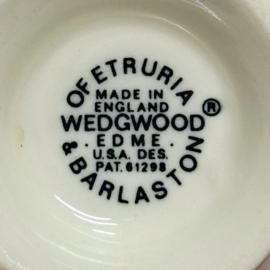 OF ETRURIA
MADE IN
ENGLAND
WEDGWOOD®
· EDME ·
U.S.A. DES.
PAT. 61298
& BARLASTON